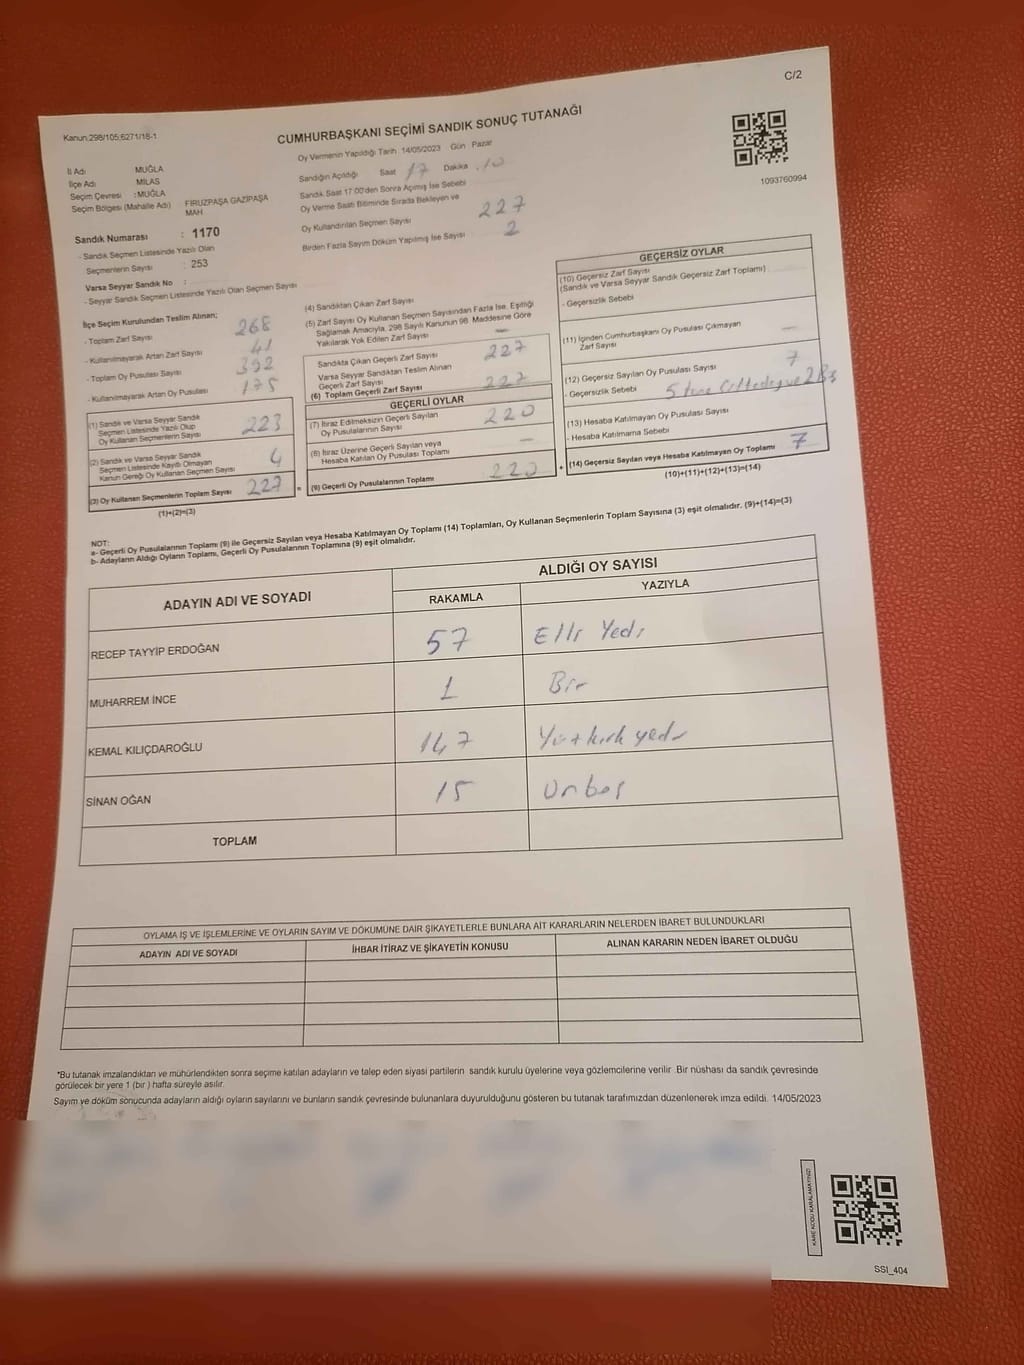 C/2
Kanun:298/105;6271/18-1
CUMHURBAŞKANI SEÇİMİ SANDIK SONUÇ TUTANAĞI
Oy Vermenin Yapıldığı Tarih :14/05/2023 Gün : Pazar
Sandığın Açıldığı Saat 17 Dakika 10
Sandık Saat 17:00'den Sonra Açılmış İse Sebebi
Oy Verme Saati Bitiminde Sırada Bekleyen ve
Oy Kullandırılan Seçmen Sayısı 227
Birden Fazla Sayım Döküm Yapılmış İse Sayısı 2
1093760994
İl Adı MUĞLA
İlçe Adı MİLAS
Seçim Çevresi : MUĞLA
Seçim Bölgesi (Mahalle Adı) FİRUZPAŞA GAZİPAŞA MAH
Sandık Numarası : 1170
- Sandık Seçmen Listesinde Yazılı Olan
Seçmenlerin Sayısı : 253
Varsa Seyyar Sandık No :
- Seyyar Sandık Seçmen Listesinde Yazılı Olan Seçmen Sayısı
İlçe Seçim Kurulundan Teslim Alınan;
- Toplam Zarf Sayısı 268
- Kullanılmayarak Artan Zarf Sayısı 41
- Toplam Oy Pusulası Sayısı
- Kullanılmayarak Artan Oy Pusulası 175
(1) Sandık ve Varsa Seyyar Sandık
Seçmen Listesinde Yazılı Olup
Oy Kullanan Seçmenlerin Sayısı 223
(2) Sandık ve Varsa Seyyar Sandık
Seçmen Listesinde Kayıtlı Olmayan
Kanun Gereği Oy Kullanan Seçmen Sayısı 4
(3) Oy Kullanan Seçmenlerin Toplam Sayısı 227
(1)+(2)=(3)
=
(4) Sandıktan Çıkan Zarf Sayısı
(5) Zarf Sayısı Oy Kullanan Seçmen Sayısından Fazla İse, Eşitliği
Sağlamak Amacıyla, 298 Sayılı Kanunun 98. Maddesine Göre
Yakılarak Yok Edilen Zarf Sayısı —
Sandıkta Çıkan Geçerli Zarf Sayısı 227
Varsa Seyyar Sandıktan Teslim Alınan
Geçerli Zarf Sayısı
(6) Toplam Geçerli Zarf Sayısı 227
GEÇERLİ OYLAR
(7) İtiraz Edilmeksizin Geçerli Sayılan
Oy Pusulalarının Sayısı 220
(8) İtiraz Üzerine Geçerli Sayılan veya
Hesaba Katılan Oy Pusulası Toplamı —
(9) Geçerli Oy Pusulalarının Toplamı 220
+
GEÇERSİZ OYLAR
(10) Geçersiz Zarf Sayısı
(Sandık ve Varsa Seyyar Sandık Geçersiz Zarf Toplamı)
- Geçersizlik Sebebi
(11) İçinden Cumhurbaşkanı Oy Pusulası Çıkmayan
Zarf Sayısı —
(12) Geçersiz Sayılan Oy Pusulası Sayısı 7
- Geçersizlik Sebebi 5 tane
(13) Hesaba Katılmayan Oy Pusulası Sayısı
- Hesaba Katılmama Sebebi
(14) Geçersiz Sayılan veya Hesaba Katılmayan Oy Toplamı 7
(10)+(11)+(12)+(13)=(14)
NOT:
a- Geçerli Oy Pusulalarının Toplamı (9) ile Geçersiz Sayılan veya Hesaba Katılmayan Oy Toplamı (14) Toplamları, Oy Kullanan Seçmenlerin Toplam Sayısına (3) eşit olmalıdır. (9)+(14)=(3)
b- Adayların Aldığı Oyların Toplamı, Geçerli Oy Pusulalarının Toplamına (9) eşit olmalıdır.
ADAYIN ADI VE SOYADI
ALDIĞI OY SAYISI
RAKAMLA YAZIYLA
RECEP TAYYİP ERDOĞAN 57 Elli Yedi
MUHARREM İNCE 1 Bir
KEMAL KILIÇDAROĞLU 147 Yüz kırk yedi
SİNAN OĞAN 15 Onbeş
TOPLAM
OYLAMA İŞ VE İŞLEMLERİNE VE OYLARIN SAYIM VE DÖKÜMÜNE DAİR ŞİKAYETLERLE BUNLARA AİT KARARLARIN NELERDEN İBARET BULUNDUKLARI
ADAYIN ADI VE SOYADI İHBAR İTİRAZ VE ŞİKAYETİN KONUSU ALINAN KARARIN NEDEN İBARET OLDUĞU
*Bu tutanak imzalandıktan ve mühürlendikten sonra seçime katılan adayların ve talep eden siyasi partilerin sandık kurulu üyelerine veya gözlemcilerine verilir. Bir nüshası da sandık çevresinde
görülecek bir yere 1 (bir ) hafta süreyle asılır.
Sayım ve döküm sonucunda adayların aldığı oyların sayılarını ve bunların sandık çevresinde bulunanlara duyurulduğunu gösteren bu tutanak tarafımızdan düzenlenerek imza edildi. 14/05/2023
KARE KODU KARALAMAYINIZ!
SSI_404